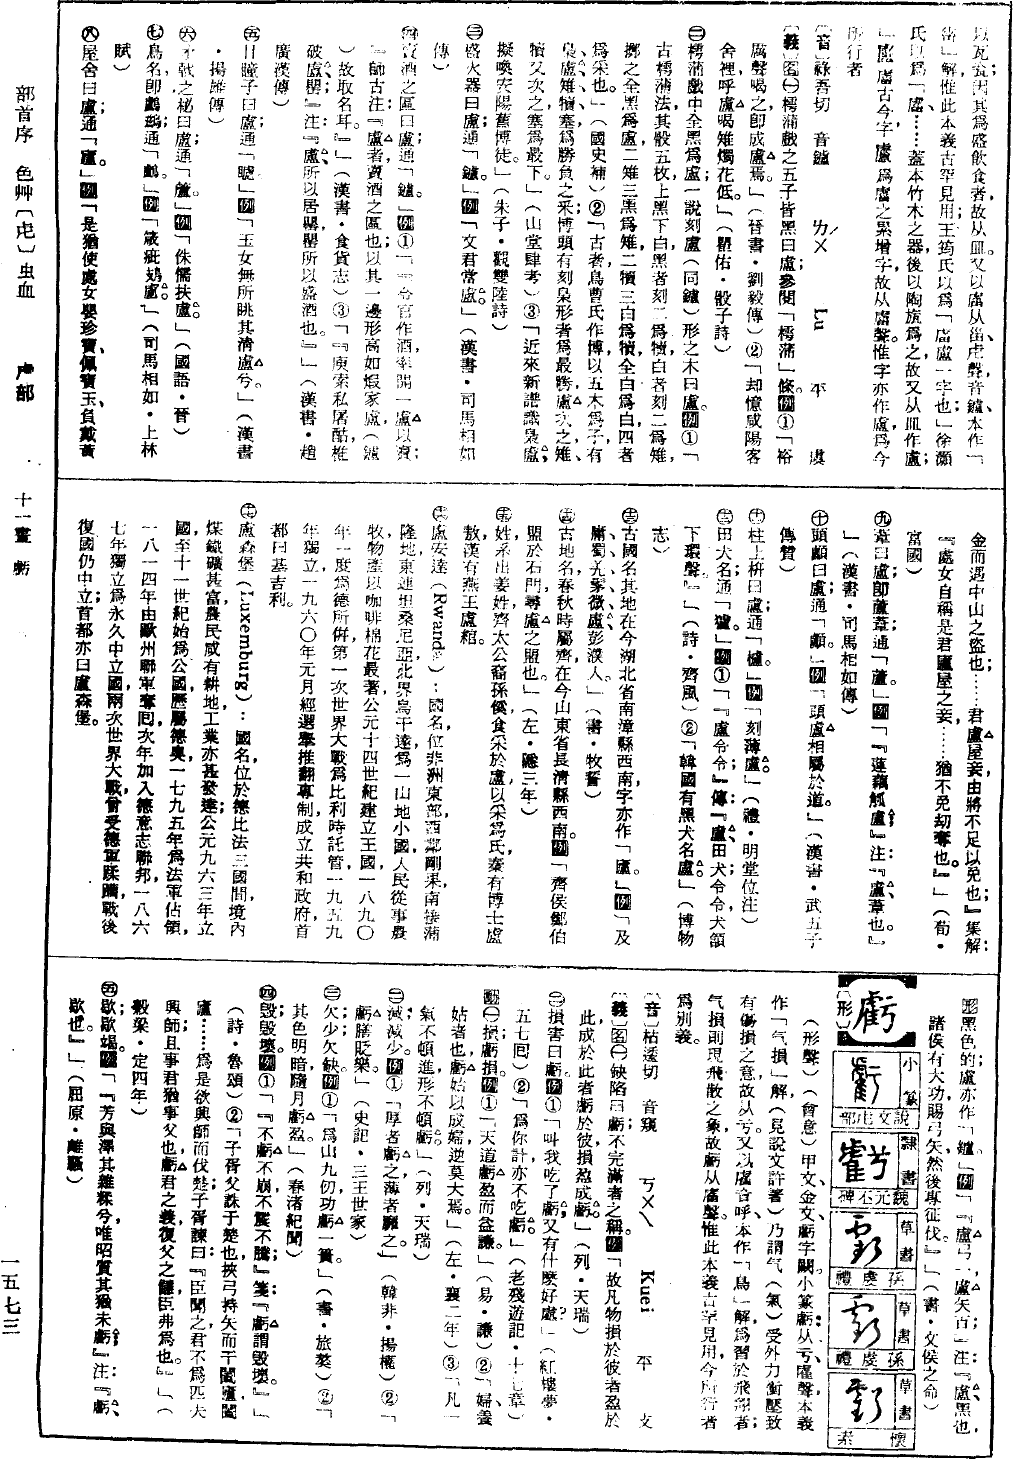 以瓦瓷因其爲盛飲食者故从皿。又以虍从甾虍聲，音鑪，本作「
甾」解，惟此本義古罕見用；王筠氏以爲「𧆨盧一字也」徐灝
氏以爲「𧆨……蓋本竹木之器，後以陶旊爲之，故又从皿作盧；
「𧆨盧古今字，盧爲𧆨之累增字」故从𧆨聲。惟字亦作盧，爲今
所行者
〔音〕祿吾切　音鑪　ㄌㄨˊ　Lu　平　虞
〔義〕名㊀樗蒲戲之五子皆黑曰盧；參閱「樗蒲」條。例①「裕
厲聲喝之，卽成盧焉。」（晉書・劉毅傳）②「却憶咸陽客
舍裡，呼盧喝雉燭花低。」（瞿佑・骰子詩）
㊁樗蒲戲中全黑爲盧，一說刻盧（同鑪）形之木曰盧。例①「
古樗蒲法，其骰五枚，上黑下白，黑者刻二爲犢，白者刻二爲雉，
擲之全黑爲盧，二雉三黑爲雉，二犢三白爲犢，全白爲白，四者
爲采也。」（國史補）②「古者烏曹氏作博，以五木爲子，有
梟盧雉犢塞，爲勝負之采。博頭有刻梟形者爲最勝，盧次之，雉、
犢又次之，塞爲最下。」（山堂肆考）③「近來新譜識梟盧，
擬喚安陽舊博徒。」（朱子・觀雙陸詩）
㊂盛火器曰盧；通「鑪」。例「文君當盧。」（漢書・司馬相如
傳）
㊃賣酒之區曰盧；通「鑪」。例①「令官作酒，率開一盧以賣；
「師古注：『盧者，賣酒之區也，以其一邊形高如煅家盧（鑪
），故取名耳。』」（漢書・食貨志）③「『庾索私屠酤，椎
破盧罌。』注：『盧，所以居罌，罌所以盛酒也。』」（漢書・趙
廣漢傳）
㊄目瞳子曰盧；通「矑」。例「玉女無所眺其淸盧兮。」（漢書
・揚雄傳）
㊅矛戟之柲曰盧；通「籚」。例「侏儒扶盧。」（國語・晉）
㊆鳥名，卽鸕鷀；通「鸕」。例「箴疵鵁盧。」（司馬相如・上林
賦）
㊇屋舍曰盧；通「廬」。例「是猶使處女嬰珍寶、佩寶玉、負戴黃
金而遇中山之盜也；……君盧屋妾，由將不足以免也』集解：
『處女自稱是君廬屋之妾……猶不免劫奪也。』」（荀・
富國）
㊈葦曰盧，卽蘆葦；通「蘆」。例「『蓮藕觚盧』注：『盧，葦也。』
」（漢書・司馬相如傳）
㊉頭顱曰盧；通「顱」。例「頭盧相屬於道。」（漢書・武五子
傳贊）
柱上枅曰盧；通「櫨」。例「刻薄盧。」（禮・明堂位注）
田犬名；通「獹」。例①「『盧令令』傳：『盧，田犬；令令，犬頷
下環聲。』」（詩・齊風）②「韓國有黑犬名盧。」（博物
志）
古國名，其地在今湖北省南漳縣西南，字亦作「廬」。例「及
庸、蜀、羌、髳、微、盧、彭、濮人。」（書・牧誓）
古地名，春秋時屬齊，在今山東省長淸縣西南。例「齊侯鄭伯
盟於石門，尋盧之盟也。」（左・隱三年）
姓，系出姜姓，齊太公裔孫傒食采於盧，以采爲氏。秦有博士盧
敖，漢有燕王盧綰。
盧安達（Rwanda）：國名，位非洲東部，西鄰剛果，南接蒲
隆地，東連坦桑尼亞，北界烏干達，爲一山地小國，人民從事農
牧，物產以咖啡、棉花最著。公元十四世紀建立王國，一八九〇
年一度爲德所併，第一次世界大戰爲比利時託管，一九五九
年獨立，一九六〇年元月經選舉推翻專制，成立共和政府，首
都曰基吉利。
盧森堡（Luxemburg）：國名，位於德比法三國間，境內
煤鐵礦甚富，農民咸有耕地，工業亦甚發達；公元九六三年立
國，至十一世紀始爲公國，歷屬德奧，一七九五年爲法軍佔領，
一八一四年由歐州聯軍奪囘，次年加入德意志聯邦，一八六
七年獨立，爲永久中立國，兩次世界大戰曾受德軍蹂躪，戰後
復國，仍中立；首都亦曰盧森堡。
形黑色的，盧亦作「鑪」。例「『盧弓一，盧矢百』注：『盧，黑也，
諸侯有大功，賜弓矢，然後專征伐。』」（書・文侯之命）
虧
〔形〕
小篆　說文虍部
隸書　魏元丕碑
草書　孫虔禮
草書　孫虔禮
草書　懷素
（形聲）（會意）甲文、金文虧字闕，小篆虧从亏𧇾聲，本義
作「气損」解（見說文許著），乃謂气（氣）受外力衝壓致
有傷損之意，故从亏。又以𧇾音呼，本作「鳥」解，爲習於飛翔者；
气損則現飛散之象，故虧从𧇾聲。惟此本義古罕見用，今所行者
爲別義。
〔音〕枯逶切　音窺　ㄎㄨㄟ　Kuei　平　支
〔義〕名㊀缺陷曰虧；不完滿者之稱。例「故凡物損於彼者盈於
此，成於此者虧於彼，損盈成虧。」（列・天瑞）
㊁損害曰虧。例①「叫我吃了虧，又有什麽好處？」（紅樓夢・
五七囘）②「爲你計，亦不吃虧。」（老殘遊記・十七章）
動㊀損，虧損。例①「天道虧盈而益謙。」（易・謙）②「婦養
姑者也，虧姑以成婦，逆莫大焉。」（左・襄二年）③「凡一
氣不頓進，形不頓虧。」（列・天瑞）
㊁減，減少。例①「厚者虧之，薄者靡之。」（韓非・揚權）②「
虧膳貶樂。」（史記・三王世家）
㊂欠少，欠缺。例①「爲山九仞，功虧一簣。」（書・旅獒）②「
其色明暗隨月虧盈。」（春渚紀聞）
㊃毀，毀壞。例①「『不虧不崩，不震不騰』箋：『虧謂毀壞。』」
（詩・魯頌）②「子胥父誅于楚也，挾弓持矢而干闔廬，闔
廬……爲是欲興師而伐楚，子胥諫曰：『臣聞之，君不爲匹夫
興師，且事君猶事父也，虧君之義，復父之讎，臣弗爲也。』」（
穀梁・定四年）
㊄歇，歇竭。例「『芳與澤其雜糅兮，唯昭質其猶未虧』注：『虧，
歇也。』」（屈原・離騷）
部首序　色艸〔虍〕虫血　虍部　十一畫　虧　一五七三